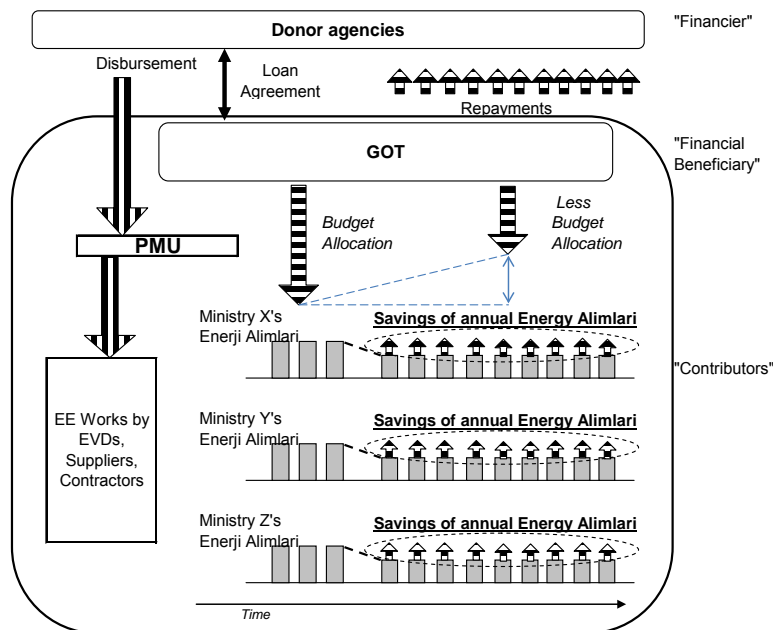 Donor agencies
"Financier"
Disbursement
Loan
Agreement
Repayments
GOT
"Financial
Beneficiary"
Budget
Allocation
Less
Budget
Allocation
PMU
Ministry X's
Enerji Alimlari
Savings of annual Energy Alimlari
"Contributors"
EE Works by
EVDs,
Suppliers,
Contractors
Ministry Y's
Enerji Alimlari
Savings of annual Energy Alimlari
Ministry Z's
Enerji Alimlari
Savings of annual Energy Alimlari
Time